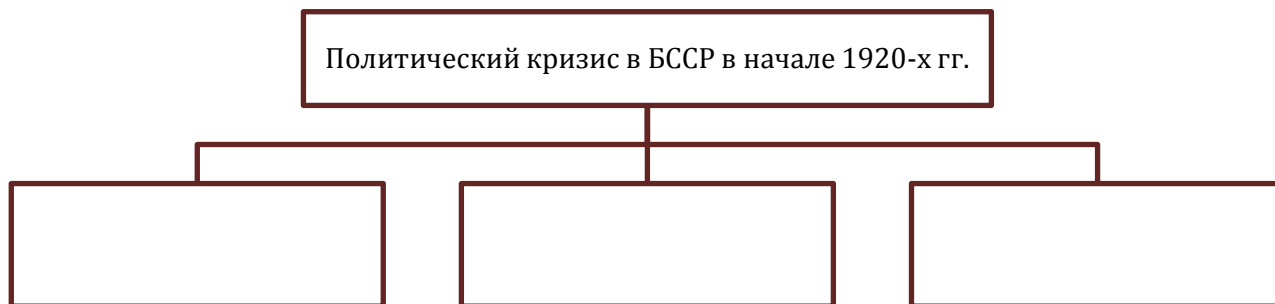 Политический кризис в БССР в начале 1920-х гг.